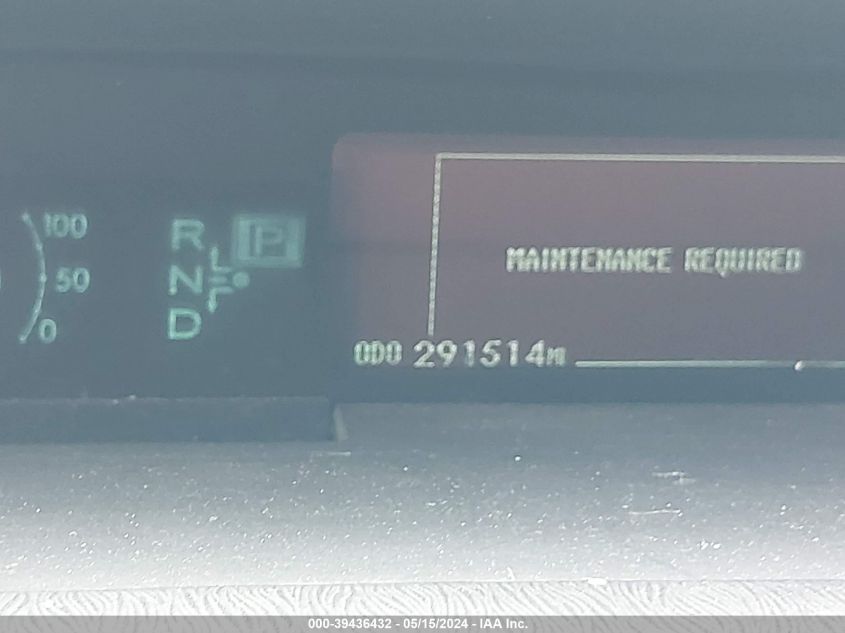 100
50
0
R P
N
D
MAINTENANCE REQUIRED
ODO 291514MI
000-39436432 - 05/15/2024 - IAA Inc.